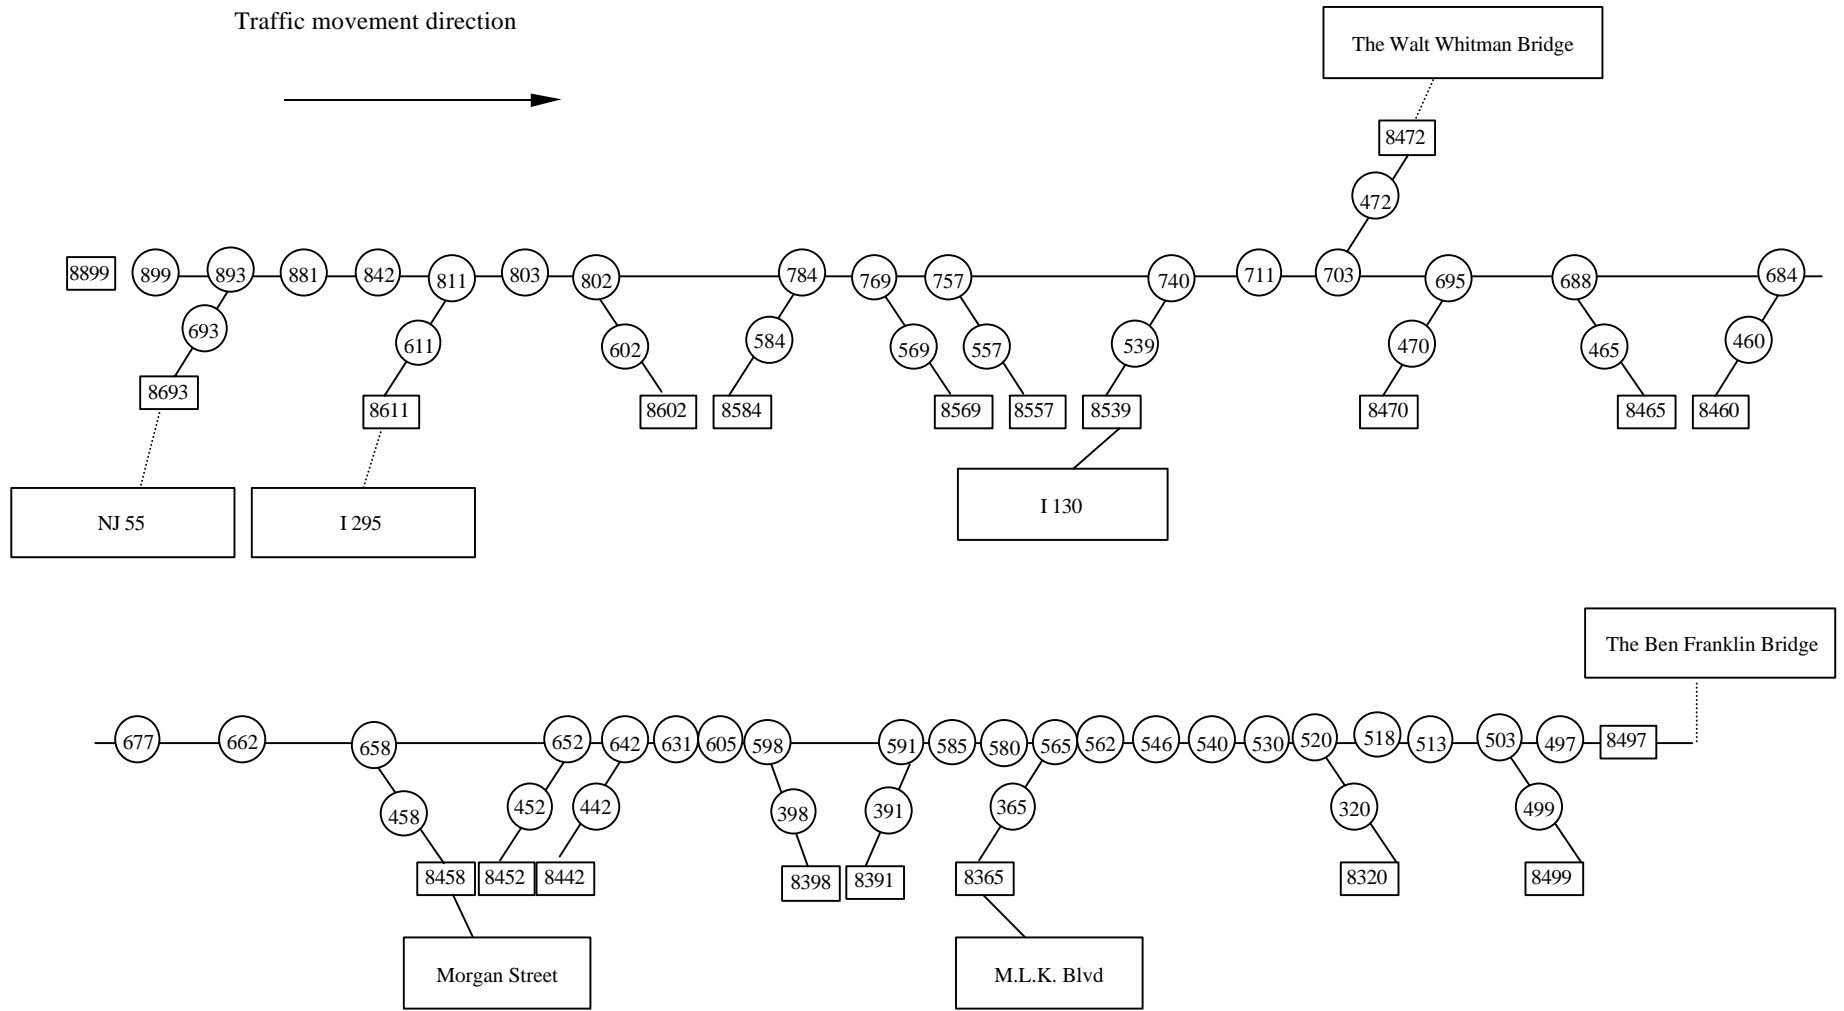 Traffic movement direction
The Walt Whitman Bridge
8472
472
8899 899 893 881 842 811 803 802 784 769 757 740 711 703 695 688 684
693 611 602 584 569 557 539 470 465 460
8693 8611 8602 8584 8569 8557 8539 8470 8465 8460
NJ 55 I 295 I 130
The Ben Franklin Bridge
677 662 658 652 642 631 605 598 591 585 580 565 562 546 540 530 520 518 513 503 497 8497
458 452 442 398 391 365 320 499
8458 8452 8442 8398 8391 8365 8320 8499
Morgan Street M.L.K. Blvd